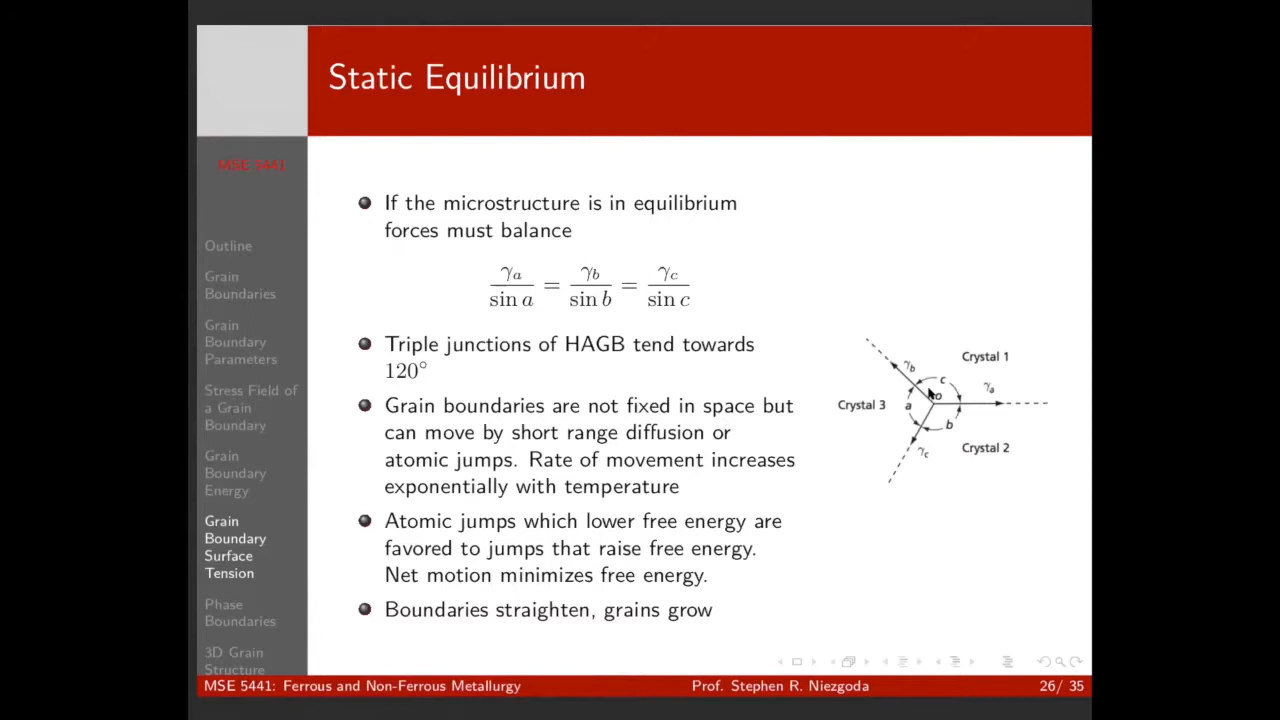 Static Equilibrium
MSE 5441
Outline
Grain
Boundaries
Grain
Boundary
Parameters
Stress Field of
a Grain
Boundary
Grain
Boundary
Energy
Grain
Boundary
Surface
Tension
Phase
Boundaries
3D Grain
Structure
If the microstructure is in equilibrium
forces must balance
γa/sin a = γb/sin b = γc/sin c
Triple junctions of HAGB tend towards
120°
Grain boundaries are not fixed in space but
can move by short range diffusion or
atomic jumps. Rate of movement increases
exponentially with temperature
Atomic jumps which lower free energy are
favored to jumps that raise free energy.
Net motion minimizes free energy.
Boundaries straighten, grains grow
Crystal 1
γb
c
γa
o
Crystal 3
a
b
Crystal 2
γc
MSE 5441: Ferrous and Non-Ferrous Metallurgy
Prof. Stephen R. Niezgoda
26/ 35